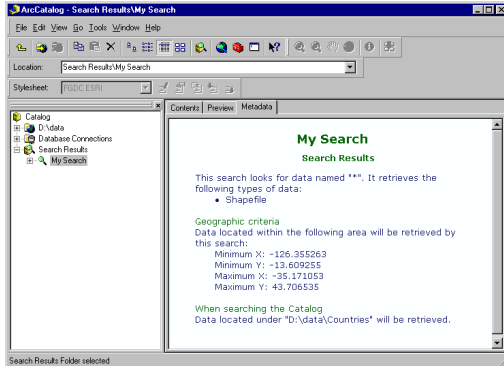 ArcCatalog - Search Results\My Search
File Edit View Go Tools Window Help
Location: Search Results\My Search
Stylesheet: FGDC ESRI
Catalog
D:\data
Database Connections
Search Results
My Search
Contents Preview Metadata
My Search
Search Results
This search looks for data named "*". It retrieves the
following types of data:
• Shapefile
Geographic criteria
Data located within the following area will be retrieved by
this search:
Minimum X: -126.355263
Minimum Y: -13.609255
Maximum X: -35.171053
Maximum Y: 43.706535
When searching the Catalog
Data located under "D:\data\Countries" will be retrieved.
Search Results Folder selected